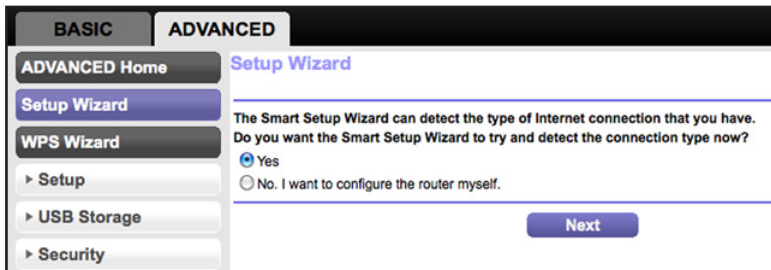 BASIC
ADVANCED
ADVANCED Home
Setup Wizard
WPS Wizard
Setup
USB Storage
Security
Setup Wizard
The Smart Setup Wizard can detect the type of Internet connection that you have.
Do you want the Smart Setup Wizard to try and detect the connection type now?
Yes
No. I want to configure the router myself.
Next